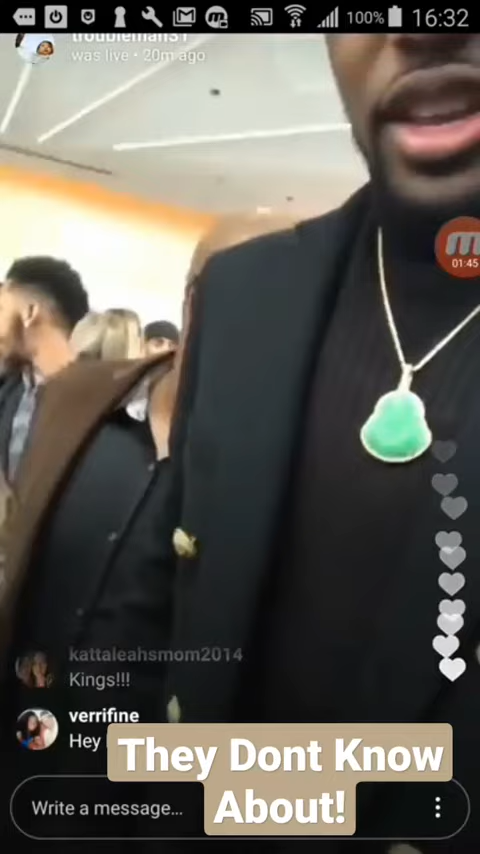 100% 16:32
troubleman31
was live • 20m ago
01:45
kattaleahsmom2014
Kings!!!
verrifine
Hey
They Dont Know
About!
Write a message...